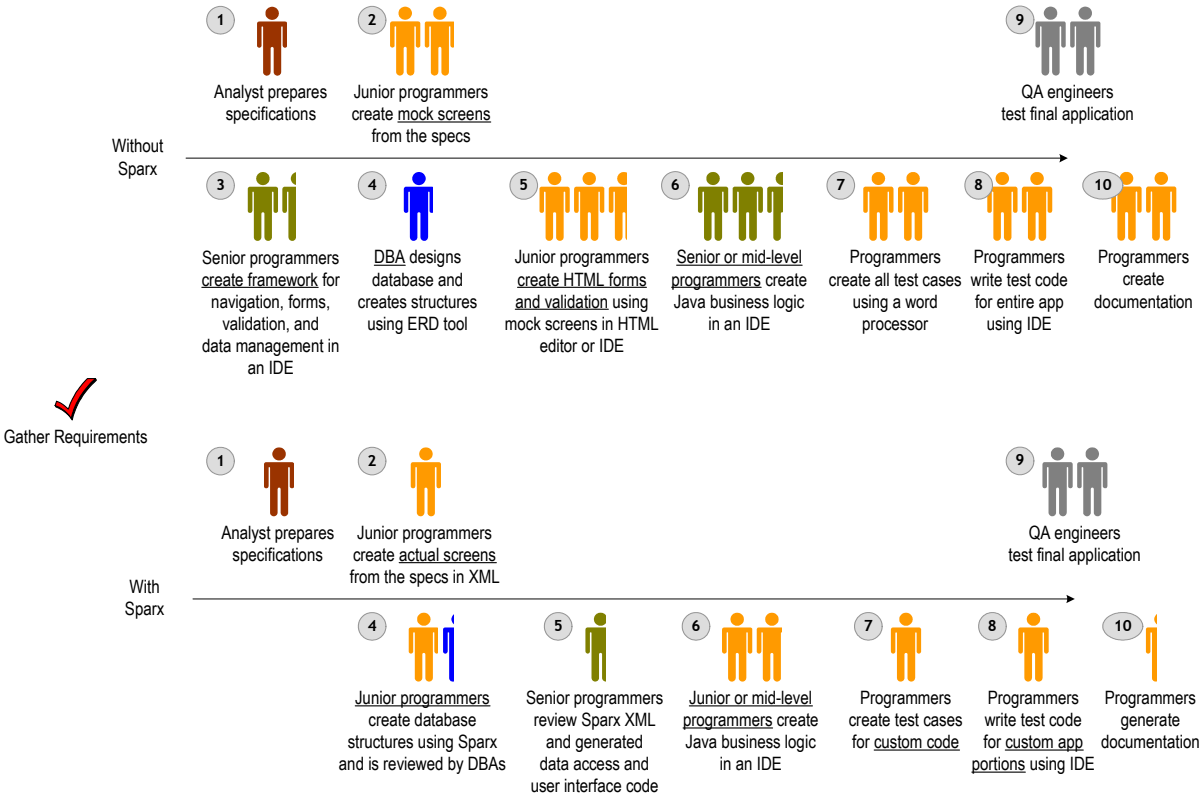 1
Analyst prepares
specifications
2
Junior programmers
create mock screens
from the specs
9
QA engineers
test final application
Without
Sparx
3
Senior programmers
create framework for
navigation, forms,
validation, and
data management in
an IDE
4
DBA designs
database and
creates structures
using ERD tool
5
Junior programmers
create HTML forms
and validation using
mock screens in HTML
editor or IDE
6
Senior or mid-level
programmers create
Java business logic
in an IDE
7
Programmers
create all test cases
using a word
processor
8
Programmers
write test code
for entire app
using IDE
10
Programmers
create
documentation
Gather Requirements
1
Analyst prepares
specifications
2
Junior programmers
create actual screens
from the specs in XML
9
QA engineers
test final application
With
Sparx
4
Junior programmers
create database
structures using Sparx
and is reviewed by DBAs
5
Senior programmers
review Sparx XML
and generated
data access and
user interface code
6
Junior or mid-level
programmers create
Java business logic
in an IDE
7
Programmers
create test cases
for custom code
8
Programmers
write test code
for custom app
portions using IDE
10
Programmers
generate
documentation